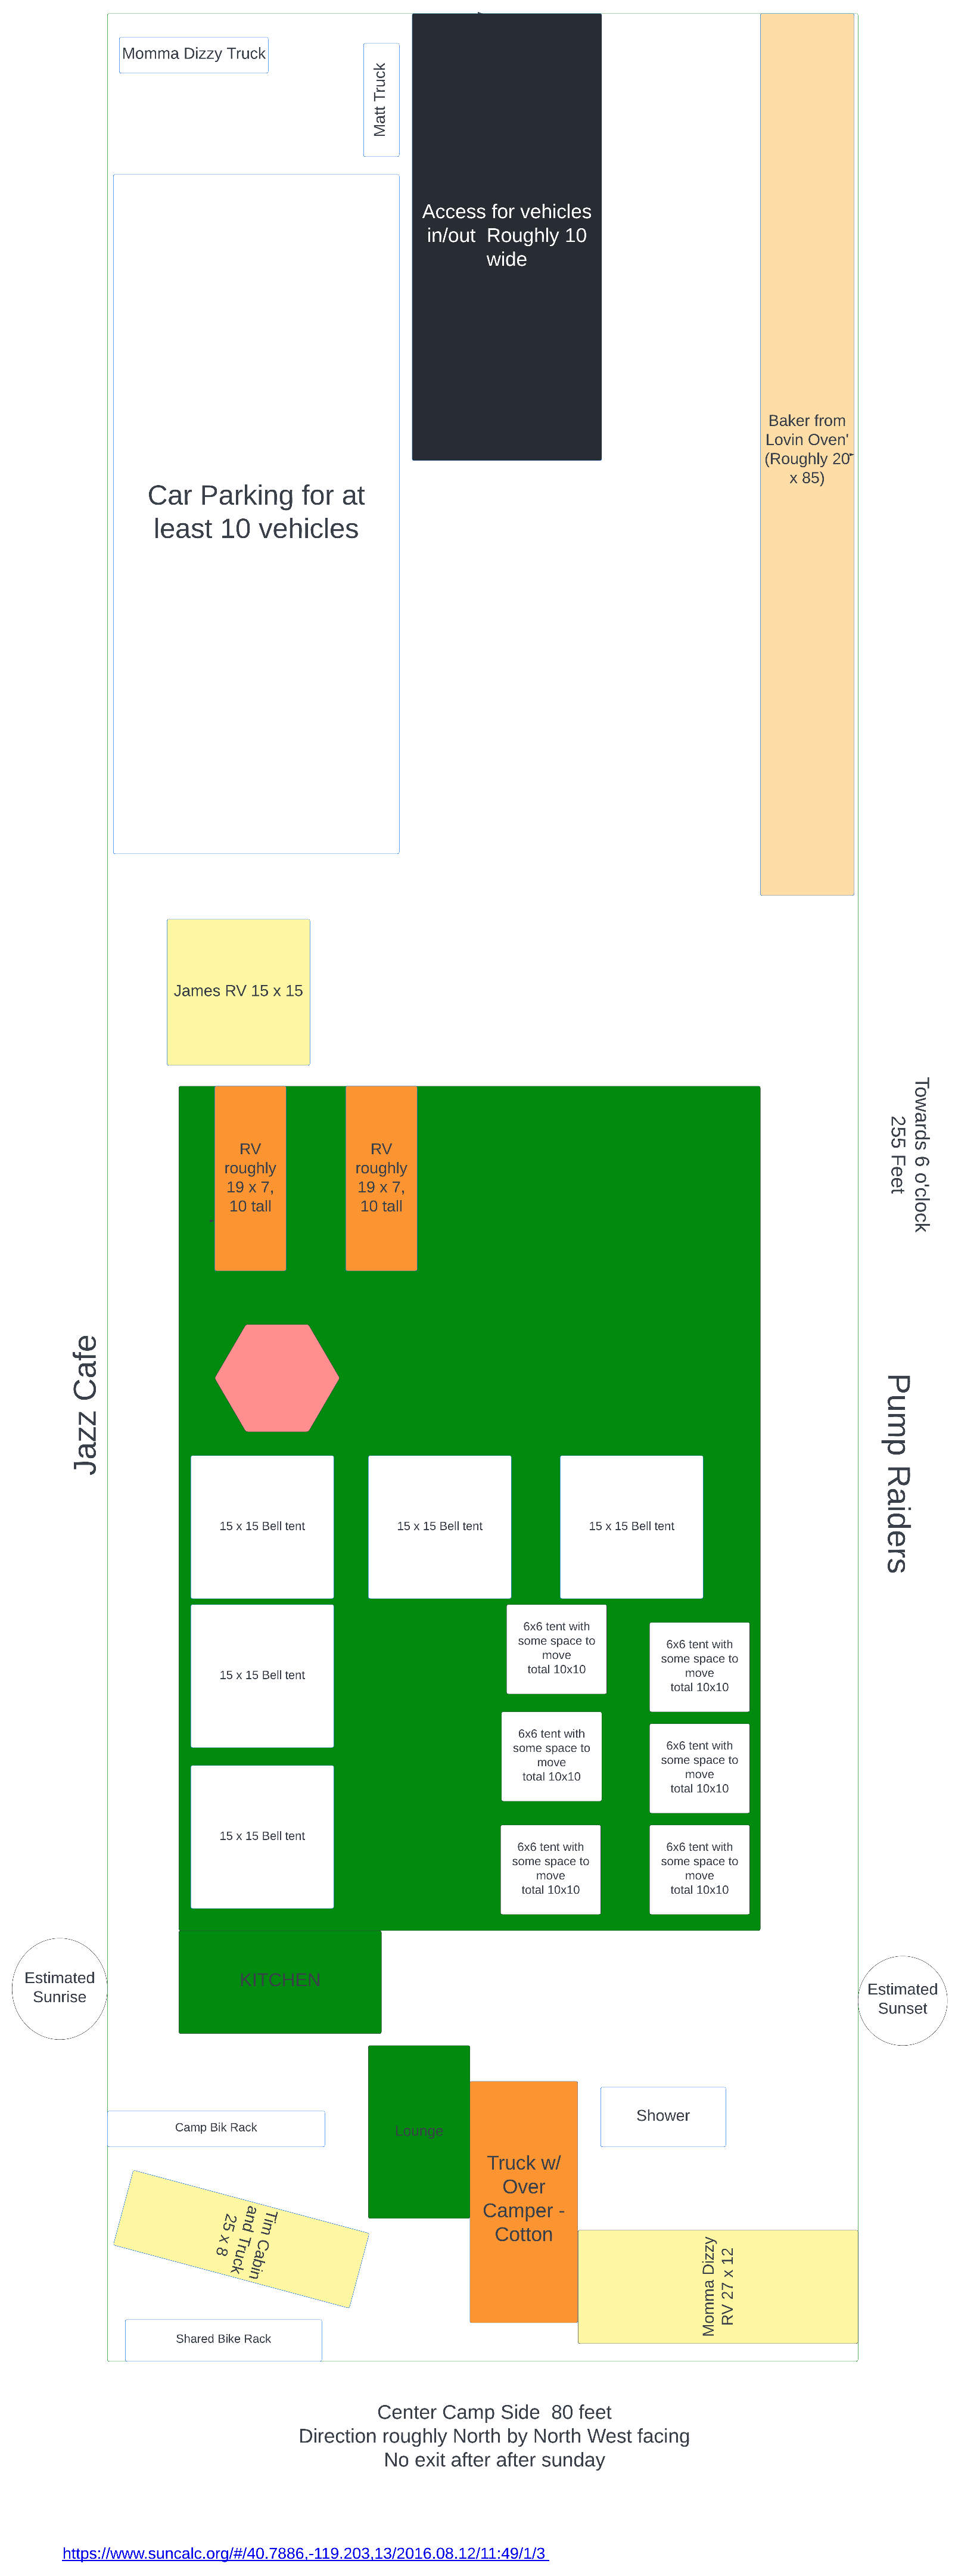 Momma Dizzy Truck
Matt Truck
Access for vehicles
in/out  Roughly 10
wide
Baker from
Lovin Oven'
(Roughly 20
x 85)
Car Parking for at
least 10 vehicles
James RV 15 x 15
Towards 6 o'clock
255 Feet
RV
roughly
19 x 7,
10 tall
RV
roughly
19 x 7,
10 tall
Jazz Cafe
Pump Raiders
15 x 15 Bell tent
15 x 15 Bell tent
15 x 15 Bell tent
6x6 tent with
some space to
move
total 10x10
6x6 tent with
some space to
move
total 10x10
15 x 15 Bell tent
6x6 tent with
some space to
move
total 10x10
6x6 tent with
some space to
move
total 10x10
15 x 15 Bell tent
6x6 tent with
some space to
move
total 10x10
6x6 tent with
some space to
move
total 10x10
Estimated
Sunrise
KITCHEN
Estimated
Sunset
Camp Bik Rack
Lounge
Shower
Truck w/
Over
Camper -
Cotton
Tim Cabin
and Truck
25 x 8
Momma Dizzy
RV 27 x 12
Shared Bike Rack
Center Camp Side  80 feet
Direction roughly North by North West facing
No exit after after sunday
https://www.suncalc.org/#/40.7886,-119.203,13/2016.08.12/11:49/1/3